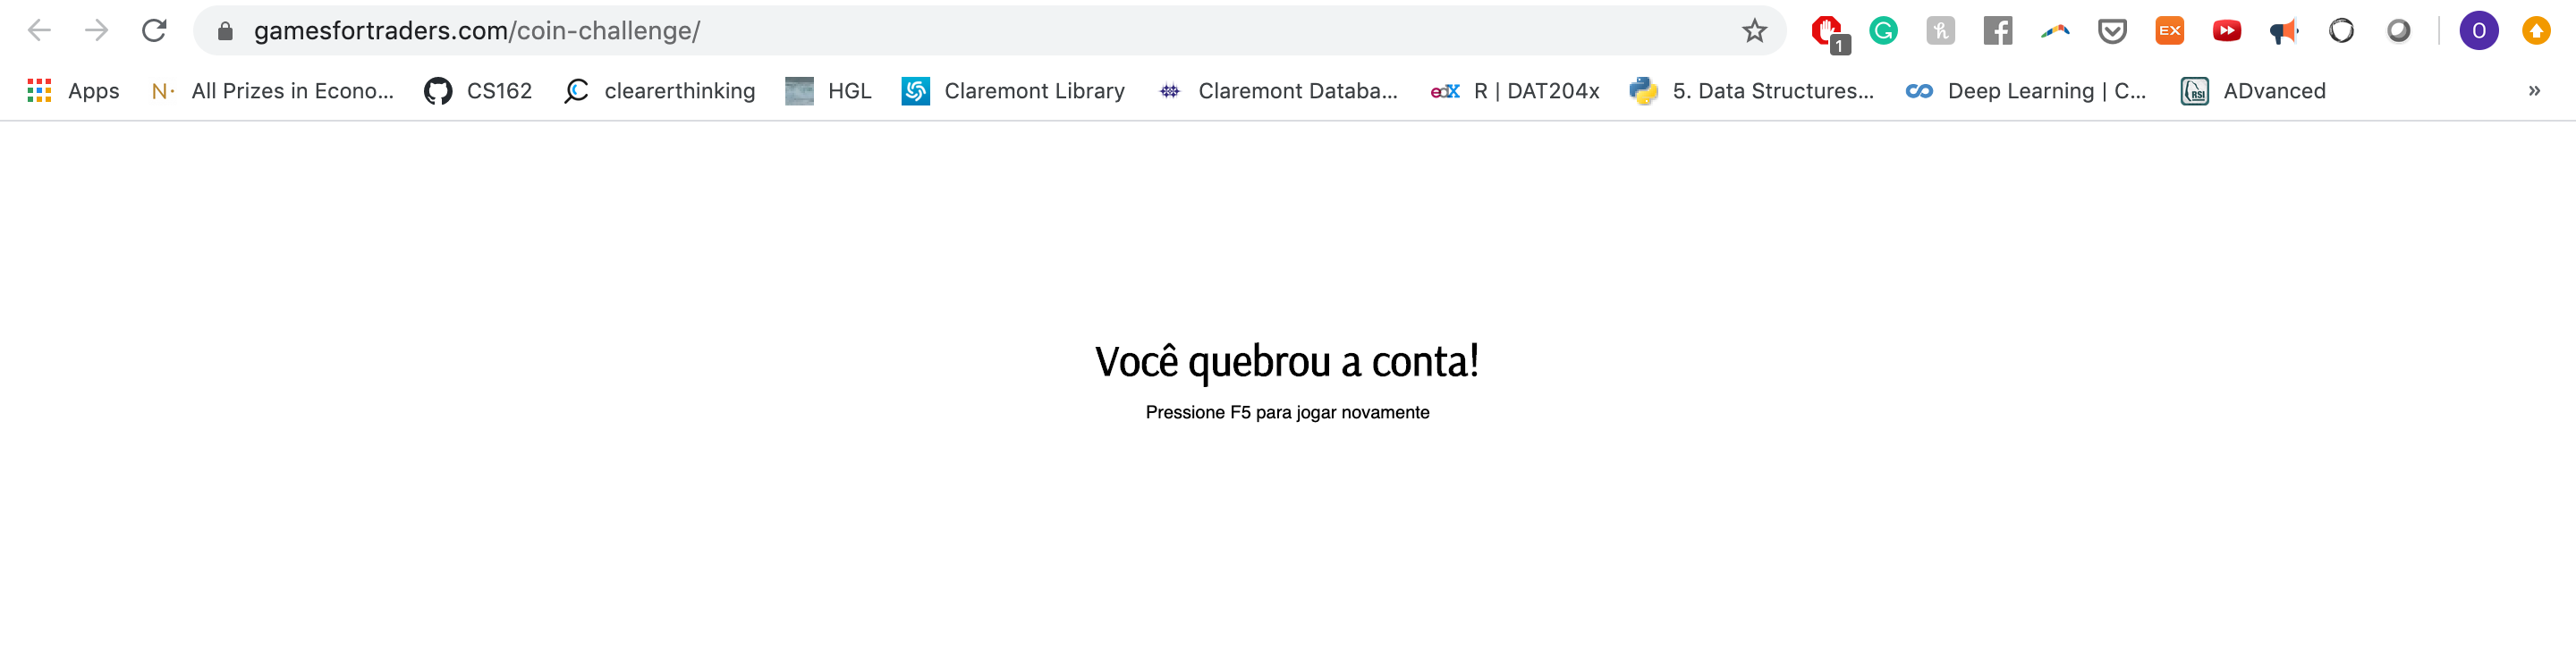 gamesfortraders.com/coin-challenge/
1
EX
O
Apps
N· All Prizes in Econo...
CS162
clearerthinking
HGL
Claremont Library
Claremont Databa...
edX R | DAT204x
5. Data Structures...
Deep Learning | C...
RSI ADvanced
»
Você quebrou a conta!
Pressione F5 para jogar novamente